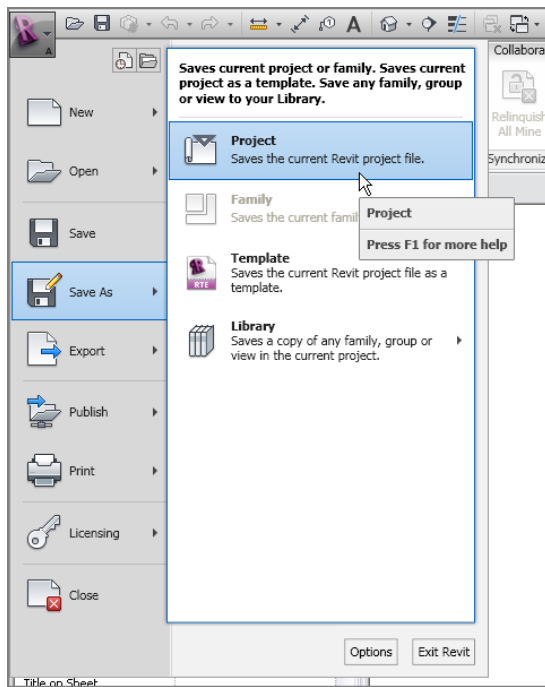 A
A
Collabora
Saves current project or family. Saves current
project as a template. Save any family, group
or view to your Library.
Relinquish
All Mine
Synchroniz
New
Open
Save
Save As
Export
Publish
Print
Licensing
Close
Project
Saves the current Revit project file.
Family
Saves the current famil
Project
Press F1 for more help
Template
Saves the current Revit project file as a
template.
RTE
Library
Saves a copy of any family, group or
view in the current project.
Options
Exit Revit
Title on Sheet